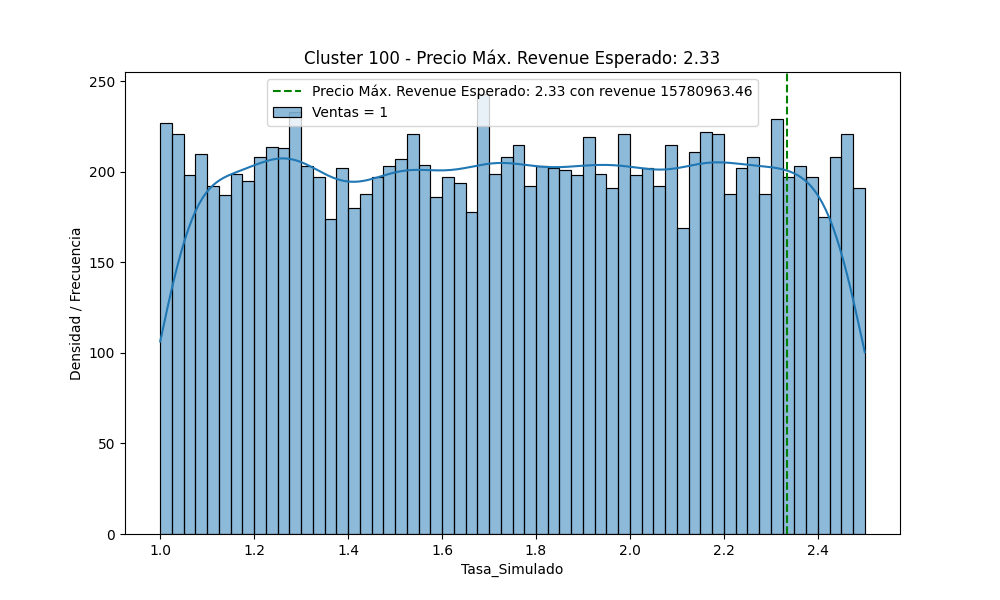 Cluster 100 - Precio Máx. Revenue Esperado: 2.33
Precio Máx. Revenue Esperado: 2.33 con revenue 15780963.46
Ventas = 1
Densidad / Frecuencia
250
200
150
100
50
0
1.0 1.2 1.4 1.6 1.8 2.0 2.2 2.4
Tasa_Simulado